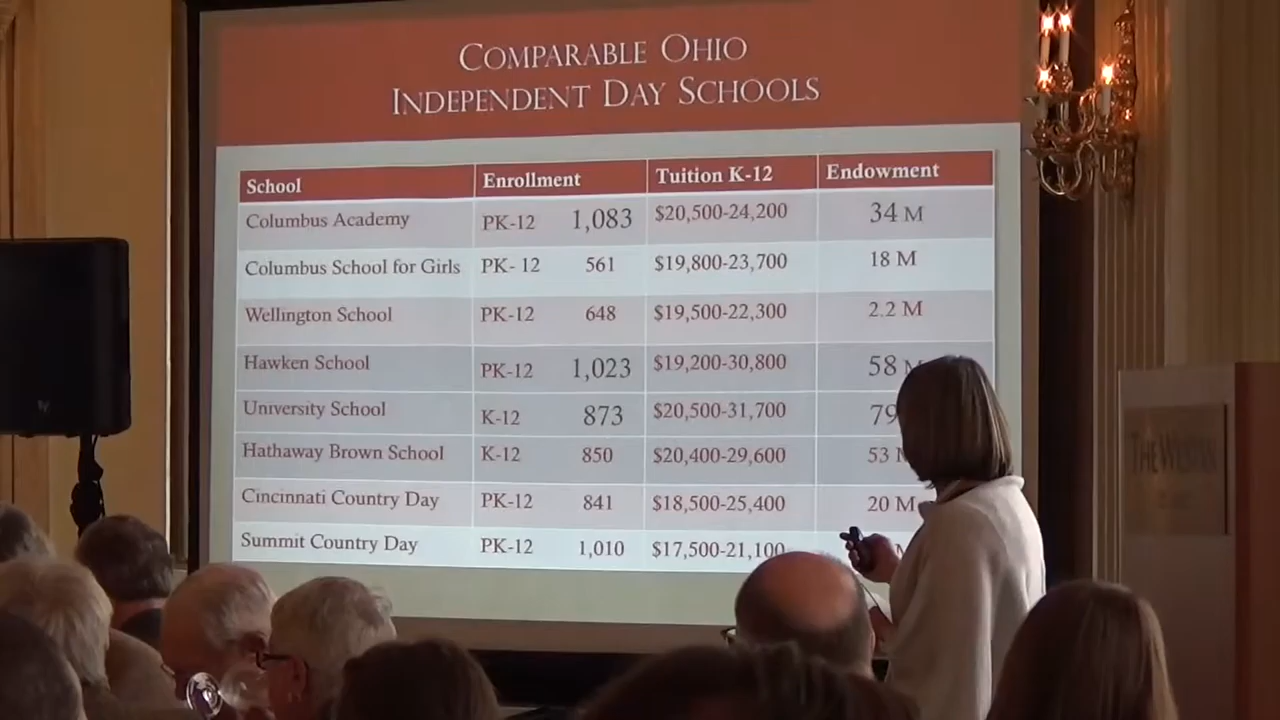 COMPARABLE OHIO
INDEPENDENT DAY SCHOOLS
School Enrollment Tuition K-12 Endowment
Columbus Academy PK-12 1,083 $20,500-24,200 34 M
Columbus School for Girls PK- 12 561 $19,800-23,700 18 M
Wellington School PK-12 648 $19,500-22,300 2.2 M
Hawken School PK-12 1,023 $19,200-30,800 58 M
University School K-12 873 $20,500-31,700 79
Hathaway Brown School K-12 850 $20,400-29,600 53 M
Cincinnati Country Day PK-12 841 $18,500-25,400 20 M
Summit Country Day PK-12 1,010 $17,500-21,100 M